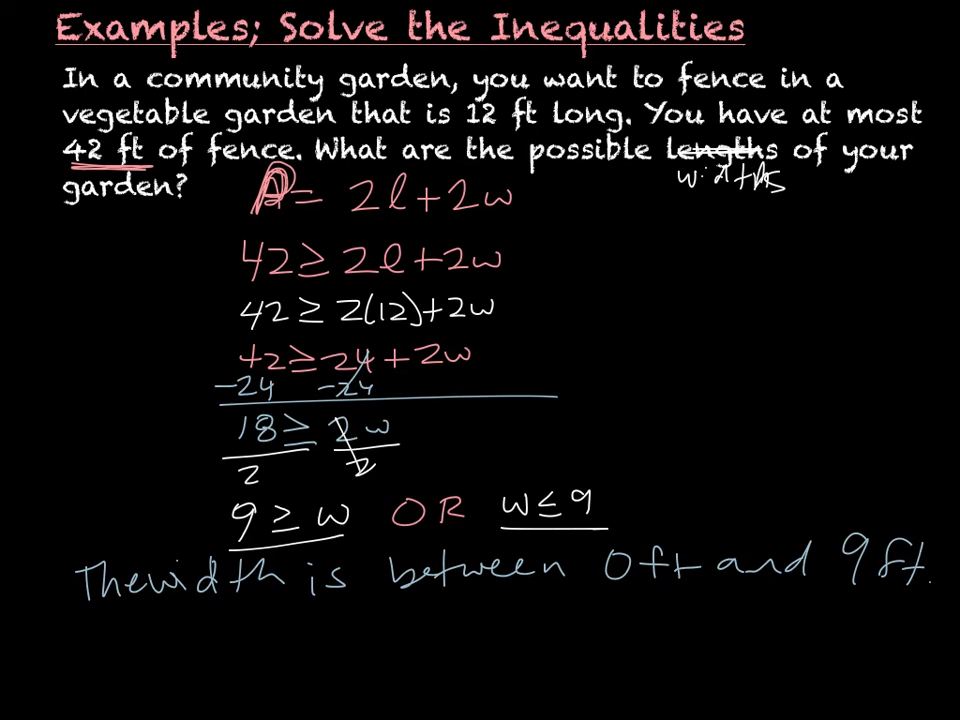 Examples; Solve the Inequalities
In a community garden, you want to fence in a
vegetable garden that is 12 ft long. You have at most
42 ft of fence. What are the possible lengths of your
widths
garden?
P = 2l + 2w
42 ≥ 2l + 2w
42 ≥ 2(12) + 2w
42 ≥ 24 + 2w
-24 -24
18 ≥ 2w
2 2
9 ≥ w OR w ≤ 9
The width is between 0 ft and 9 ft.